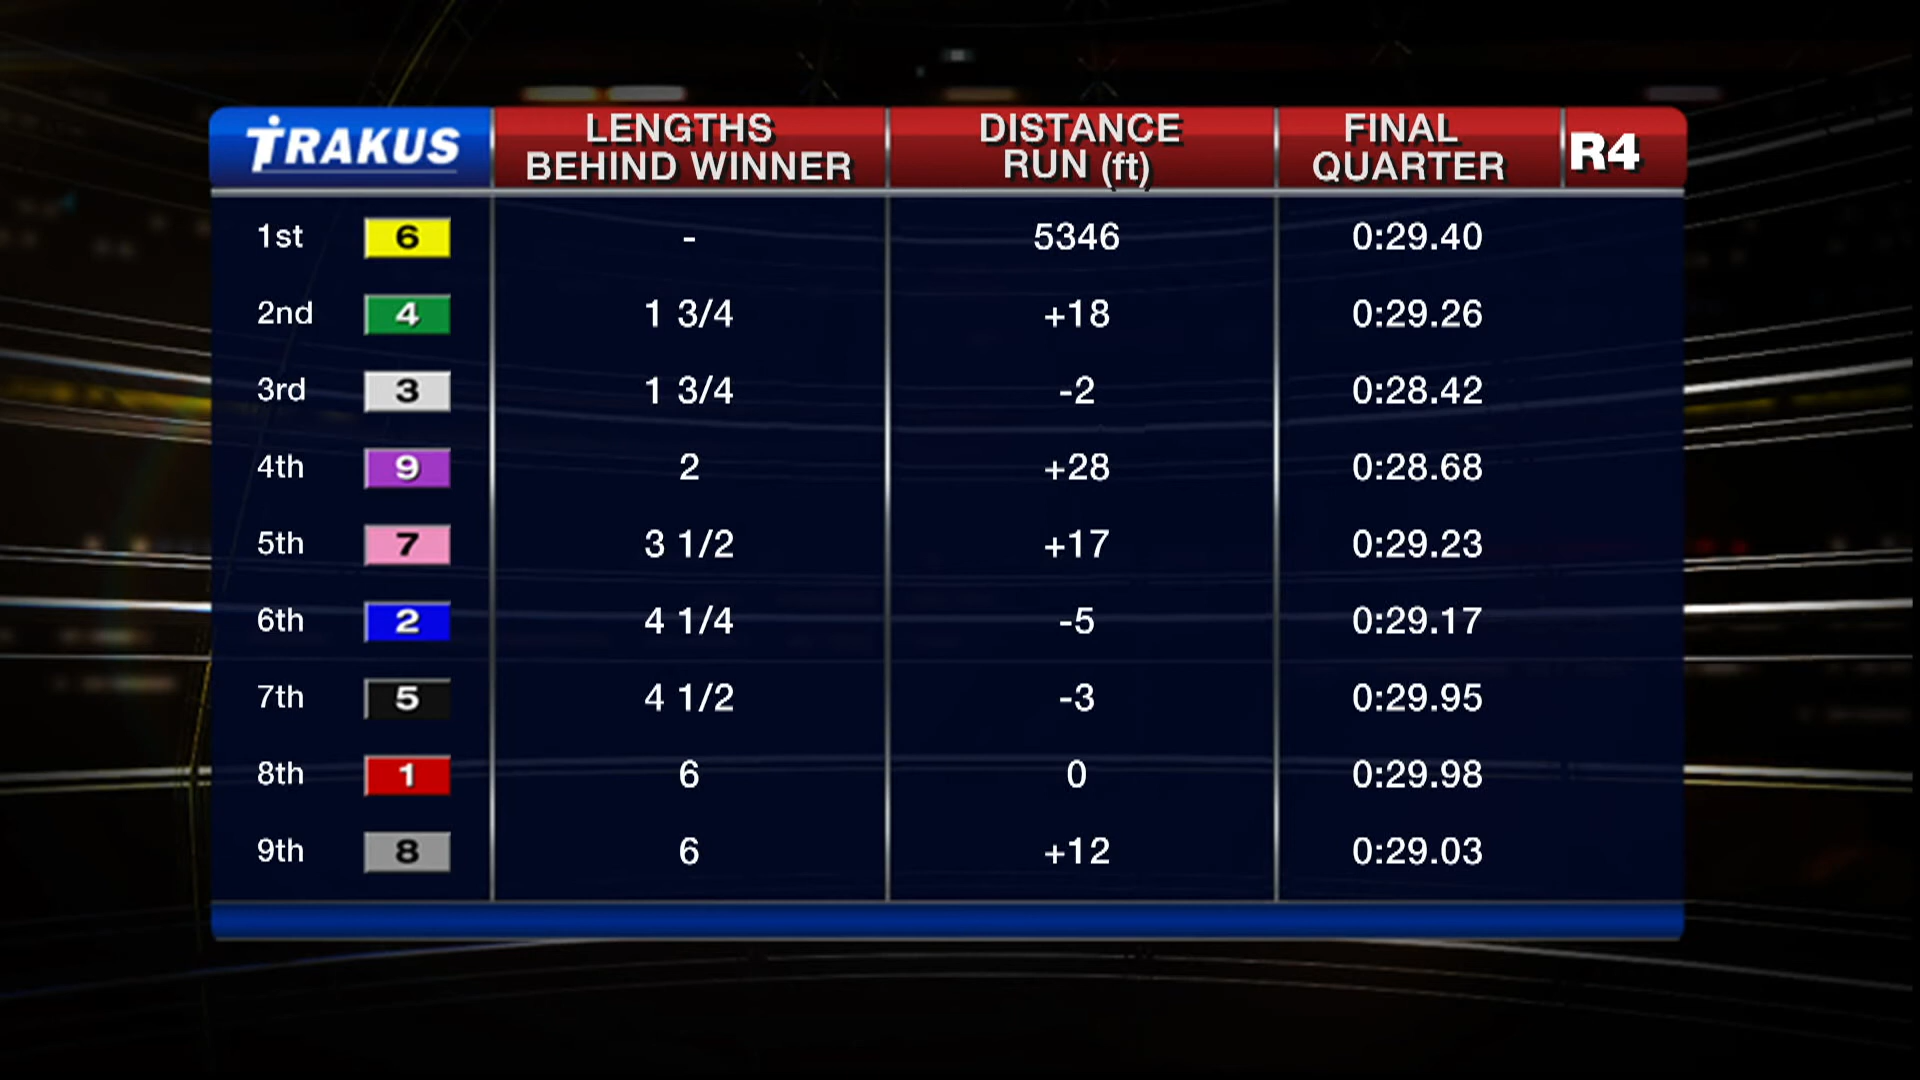 TRAKUS LENGTHS BEHIND WINNER DISTANCE RUN (ft) FINAL QUARTER R4
1st 6 - 5346 0:29.40
2nd 4 1 3/4 +18 0:29.26
3rd 3 1 3/4 -2 0:28.42
4th 9 2 +28 0:28.68
5th 7 3 1/2 +17 0:29.23
6th 2 4 1/4 -5 0:29.17
7th 5 4 1/2 -3 0:29.95
8th 1 6 0 0:29.98
9th 8 6 +12 0:29.03